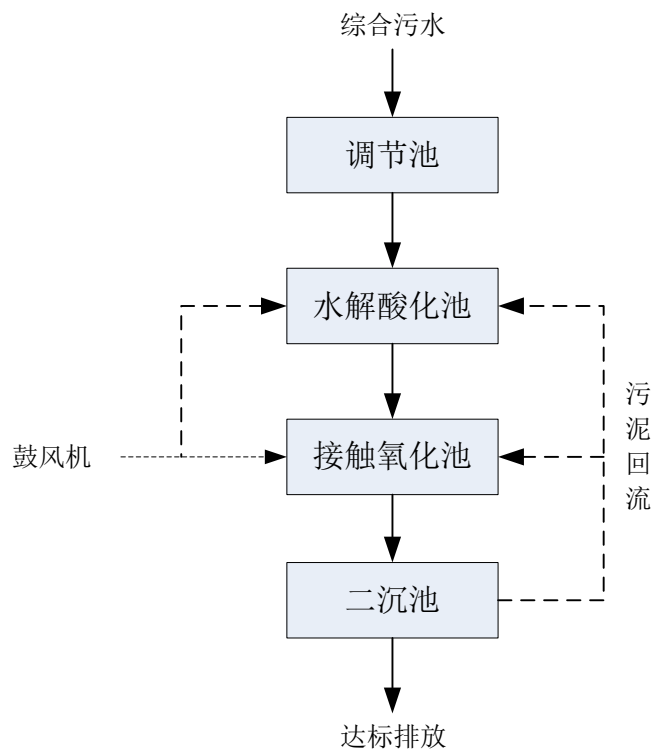 综合污水
调节池
水解酸化池
鼓风机
接触氧化池
污泥回流
二沉池
达标排放